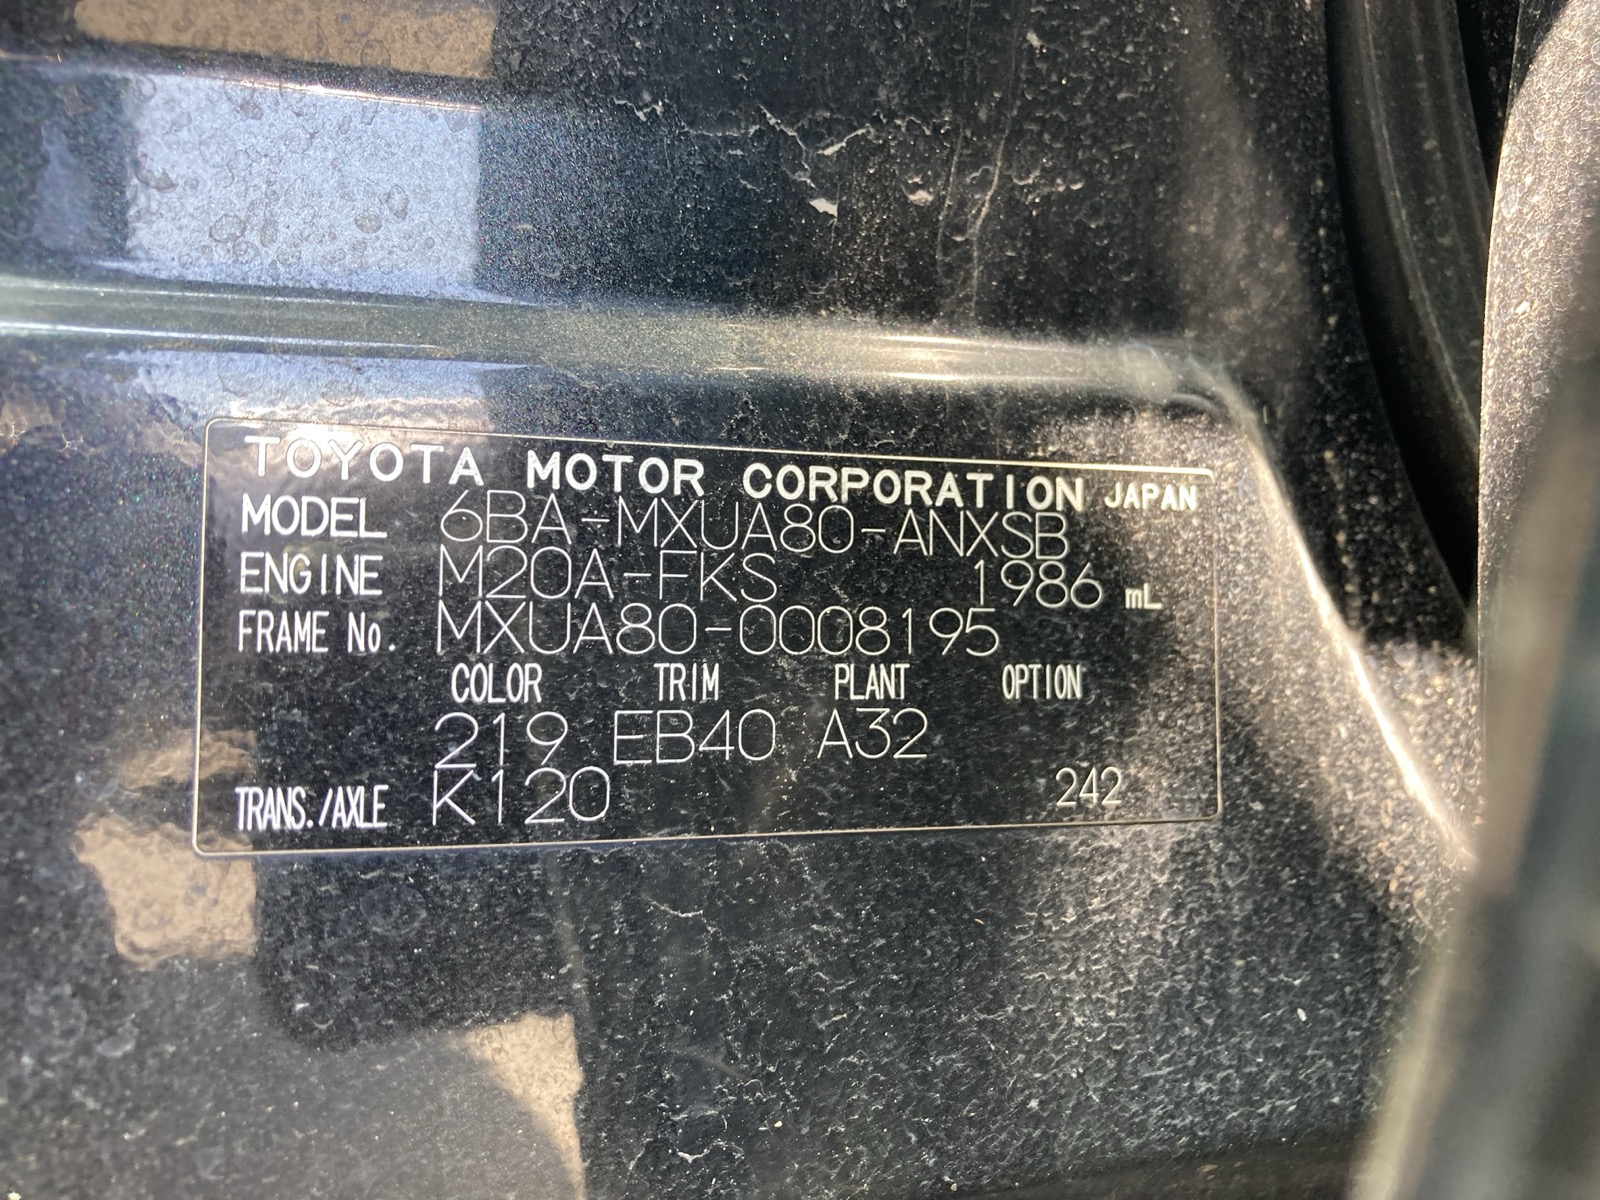 TOYOTA MOTOR CORPORATION JAPAN
MODEL 6BA-MXUA80-ANXSB
ENGINE M20A-FKS 1986 mL
FRAME No. MXUA80-0008195
COLOR TRIM PLANT OPTION
219 EB40 A32
TRANS./AXLE K120 242